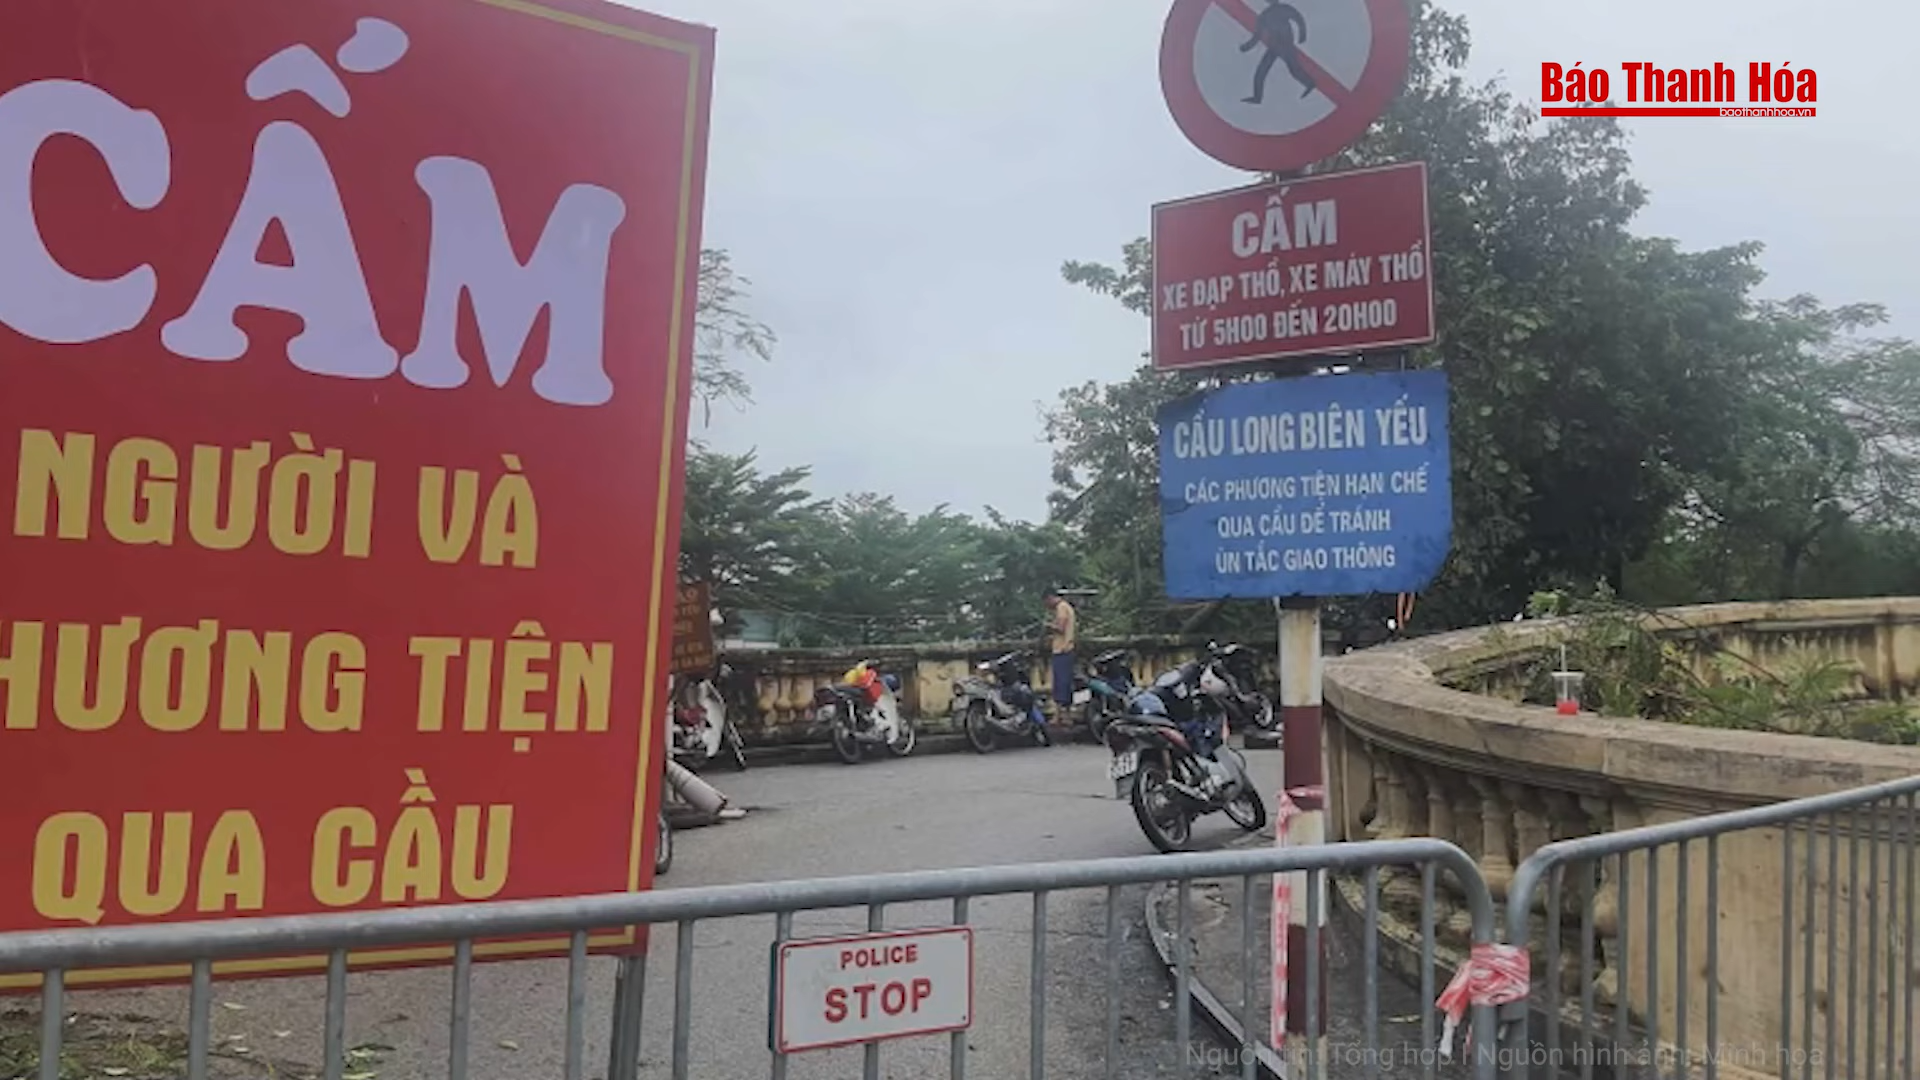 CẤM
NGƯỜI VÀ
HƯƠNG TIỆN
QUA CẦU
Báo Thanh Hóa
baothanhhoa.vn
CẤM
XE ĐẠP THỒ, XE MÁY THỒ
TỪ 5H00 ĐẾN 20H00
CẦU LONG BIÊN YẾU
CÁC PHƯƠNG TIỆN HẠN CHẾ
QUA CẦU ĐỂ TRÁNH
ÙN TẮC GIAO THÔNG
POLICE
STOP
Nguồn tin: Tổng hợp | Nguồn hình ảnh: Minh họa